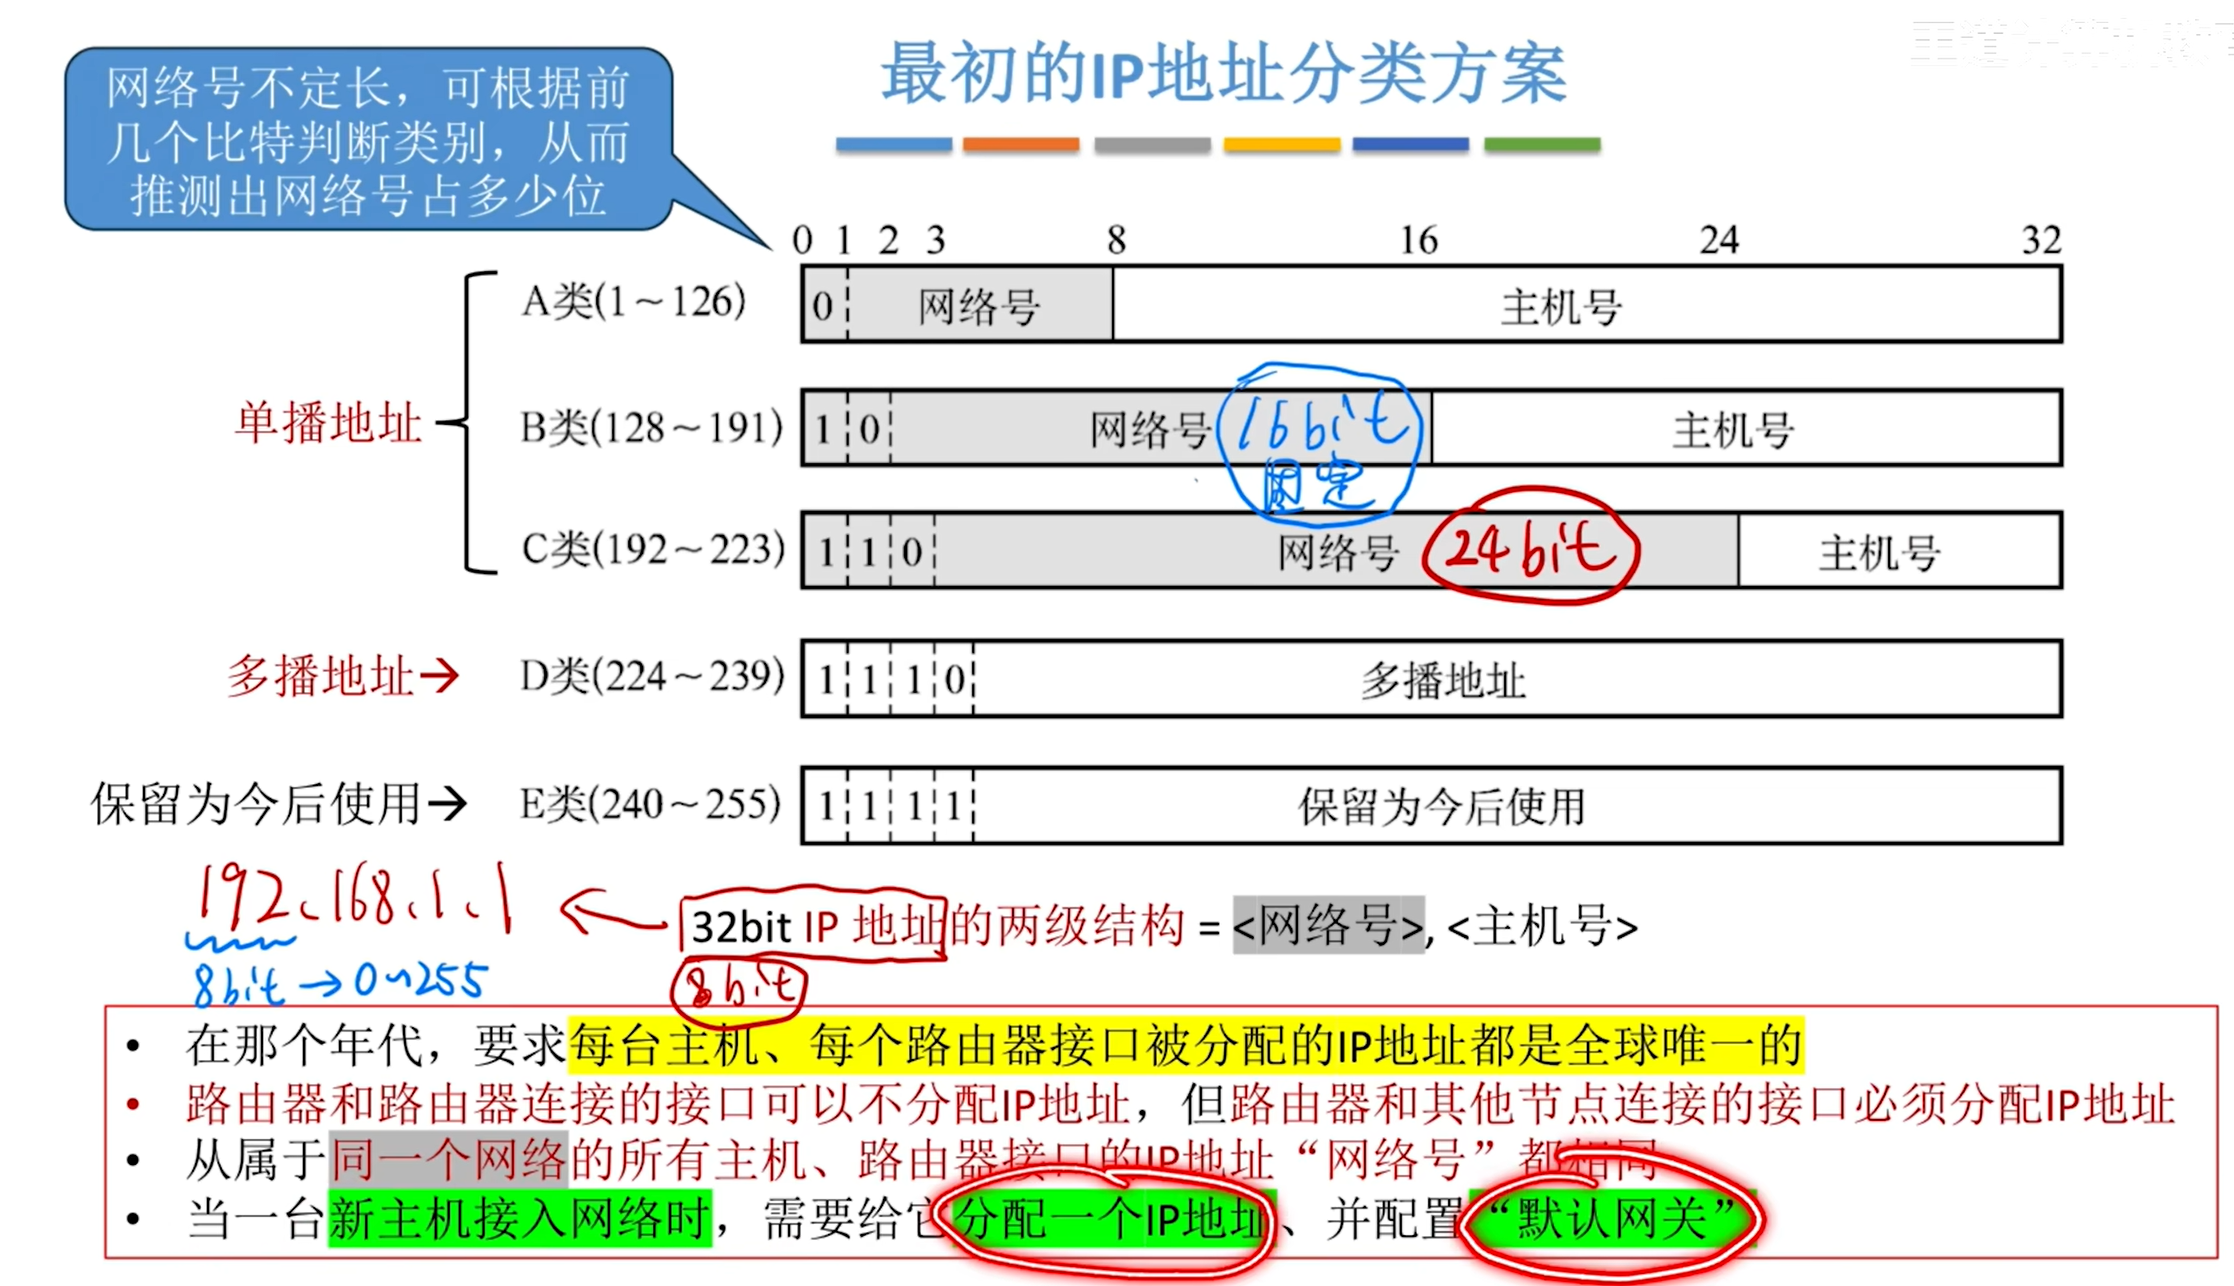 王道计算机教育
最初的IP地址分类方案
网络号不定长，可根据前
几个比特判断类别，从而
推测出网络号占多少位
0 1 2 3 8 16 24 32
A类(1～126) 0 网络号 主机号
单播地址
B类(128～191) 1 0 网络号 16bit 固定 主机号
C类(192～223) 1 1 0 网络号 24bit 主机号
多播地址→ D类(224～239) 1 1 1 0 多播地址
保留为今后使用→ E类(240～255) 1 1 1 1 保留为今后使用
192.168.1.1
32bit IP 地址的两级结构 = <网络号>, <主机号>
8bit → 0~255
8bit
• 在那个年代，要求每台主机、每个路由器接口被分配的IP地址都是全球唯一的
• 路由器和路由器连接的接口可以不分配IP地址，但路由器和其他节点连接的接口必须分配IP地址
• 从属于同一个网络的所有主机、路由器接口的IP地址“网络号”都相同
• 当一台新主机接入网络时，需要给它分配一个IP地址、并配置“默认网关”